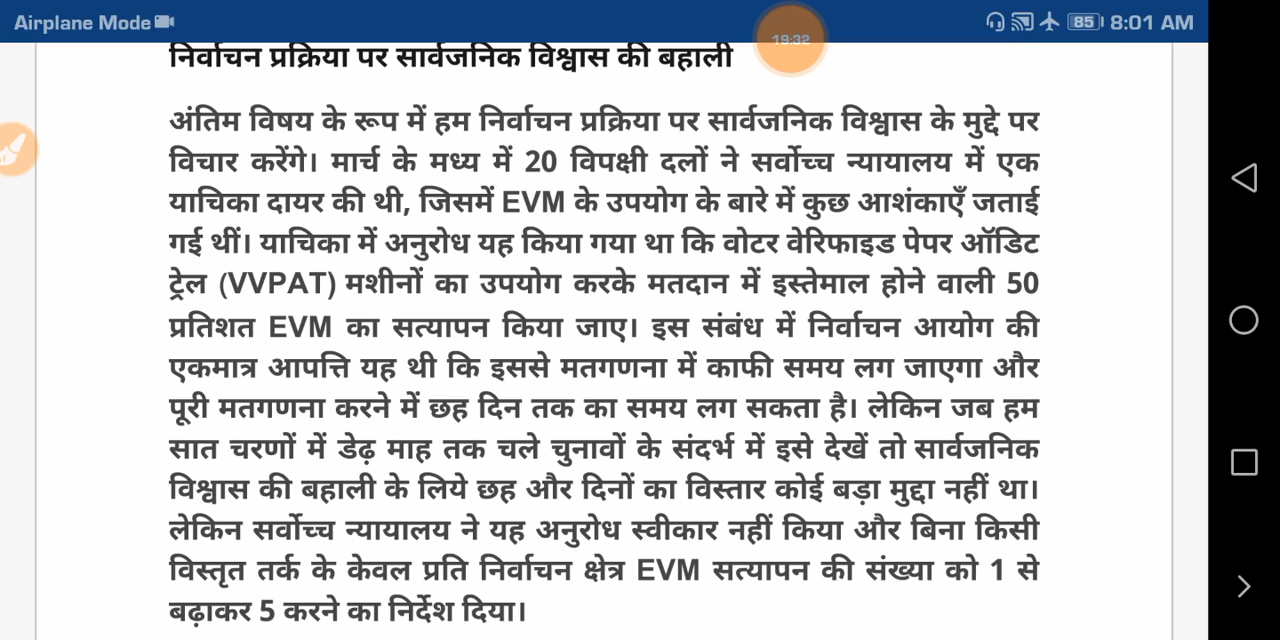 Airplane Mode
85 8:01 AM
19:32
निर्वाचन प्रक्रिया पर सार्वजनिक विश्वास की बहाली
अंतिम विषय के रूप में हम निर्वाचन प्रक्रिया पर सार्वजनिक विश्वास के मुद्दे पर
विचार करेंगे। मार्च के मध्य में 20 विपक्षी दलों ने सर्वोच्च न्यायालय में एक
याचिका दायर की थी, जिसमें EVM के उपयोग के बारे में कुछ आशंकाएँ जताई
गई थीं। याचिका में अनुरोध यह किया गया था कि वोटर वेरिफाइड पेपर ऑडिट
ट्रेल (VVPAT) मशीनों का उपयोग करके मतदान में इस्तेमाल होने वाली 50
प्रतिशत EVM का सत्यापन किया जाए। इस संबंध में निर्वाचन आयोग की
एकमात्र आपत्ति यह थी कि इससे मतगणना में काफी समय लग जाएगा और
पूरी मतगणना करने में छह दिन तक का समय लग सकता है। लेकिन जब हम
सात चरणों में डेढ़ माह तक चले चुनावों के संदर्भ में इसे देखें तो सार्वजनिक
विश्वास की बहाली के लिये छह और दिनों का विस्तार कोई बड़ा मुद्दा नहीं था।
लेकिन सर्वोच्च न्यायालय ने यह अनुरोध स्वीकार नहीं किया और बिना किसी
विस्तृत तर्क के केवल प्रति निर्वाचन क्षेत्र EVM सत्यापन की संख्या को 1 से
बढ़ाकर 5 करने का निर्देश दिया।